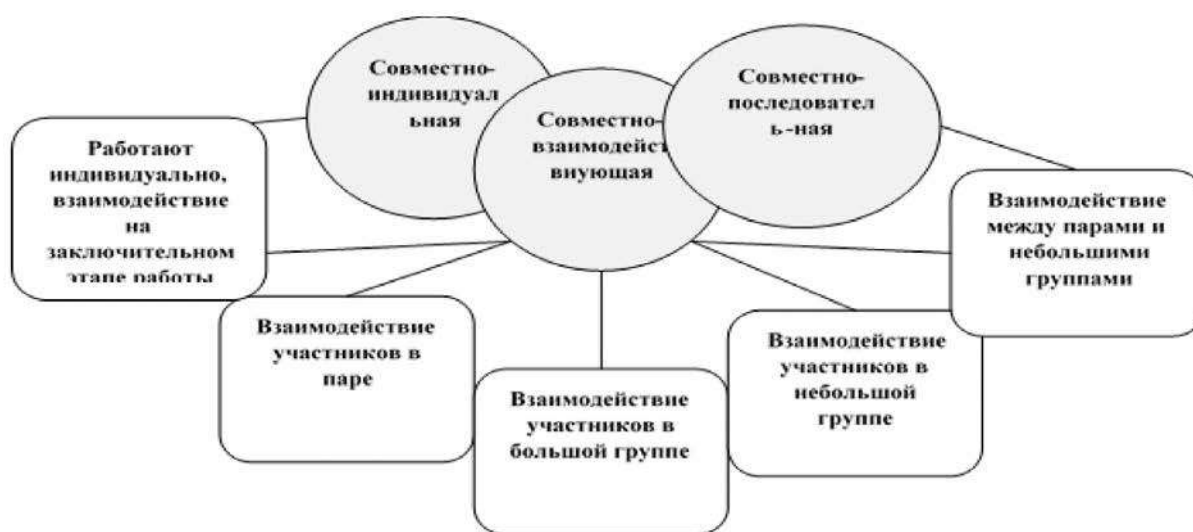 Совместно-
индивидуал
ьная
Совместно-
взаимодейст
виующая
Совместно-
последовател
ь-ная
Работают
индивидуально,
взаимодействие
на
заключительном
этапе работы
Взаимодействие
участников в
паре
Взаимодействие
участников в
большой группе
Взаимодействие
участников в
небольшой
группе
Взаимодействие
между парами и
небольшими
группами